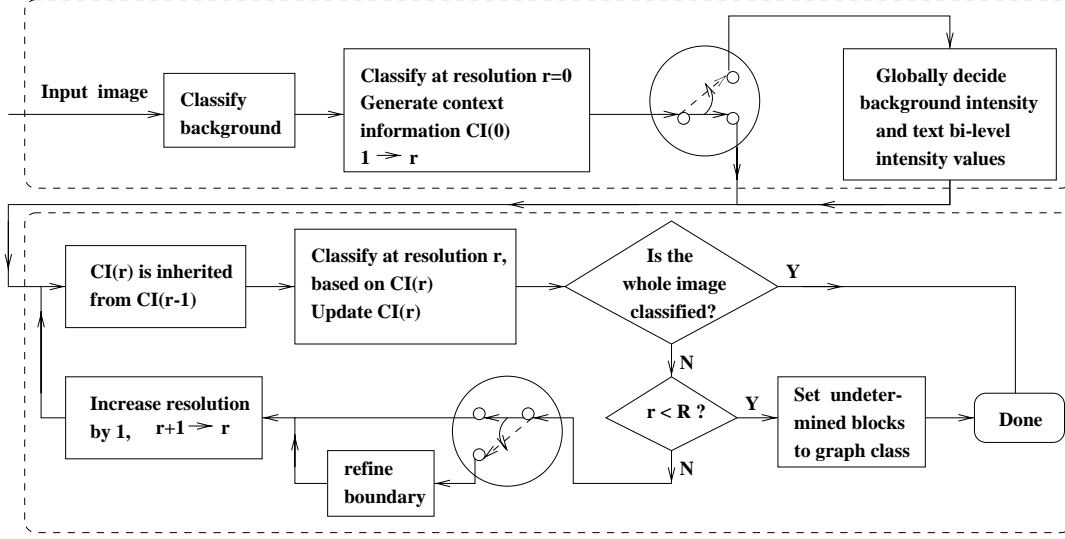 Input image
Classify
background
Classify at resolution r=0
Generate context
information CI(0)
1 → r
Globally decide
background intensity
and text bi-level
intensity values
CI(r) is inherited
from CI(r-1)
Classify at resolution r,
based on CI(r)
Update CI(r)
Is the
whole image
classified?
Y
N
Increase resolution
by 1, r+1 → r
refine
boundary
r < R ?
Y
N
Set undeter-
mined blocks
to graph class
Done